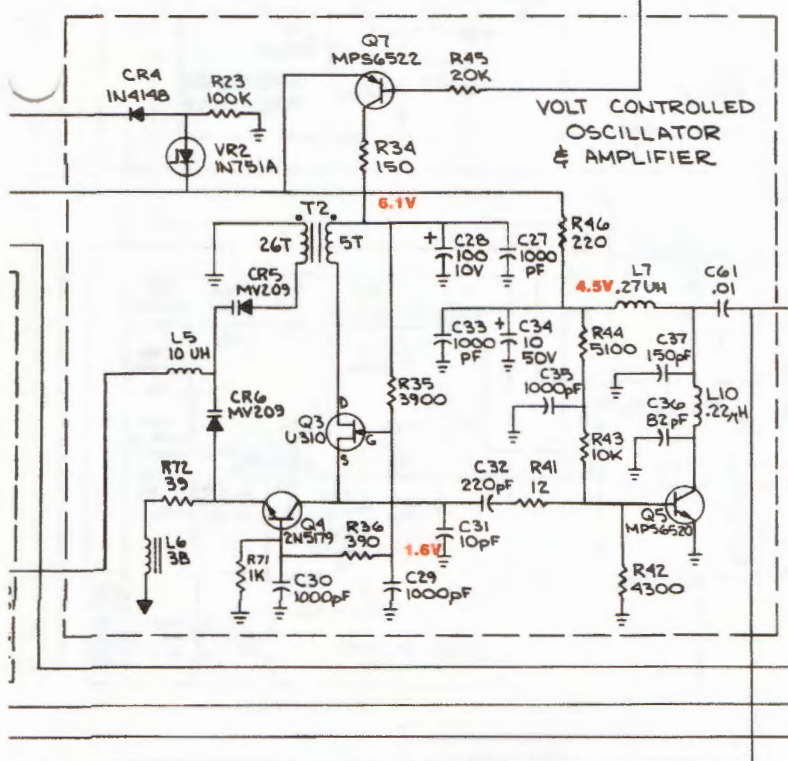 Q7
MPS6522
R45
20K
CR4
1N4148
R23
100K
VOLT CONTROLLED
OSCILLATOR
& AMPLIFIER
VR2
1N751A
R34
150
6.1V
T2
26T
5T
C28
100
10V
C27
1000
PF
R46
220
CR5
MV209
4.5V
L7
.27UH
C61
.01
L5
10 UH
C33
1000
PF
C34
10
50V
R44
5100
C37
150pF
C35
1000pF
CR6
MV209
R35
3900
L10
.22μH
Q3
U310
D
G
S
C36
82pF
R43
10K
R72
39
C32
220pF
R41
12
Q4
2N5179
Q5
MPS6520
L6
3B
R71
1K
R36
390
1.6V
C31
10pF
C30
1000pF
C29
1000pF
R42
4300